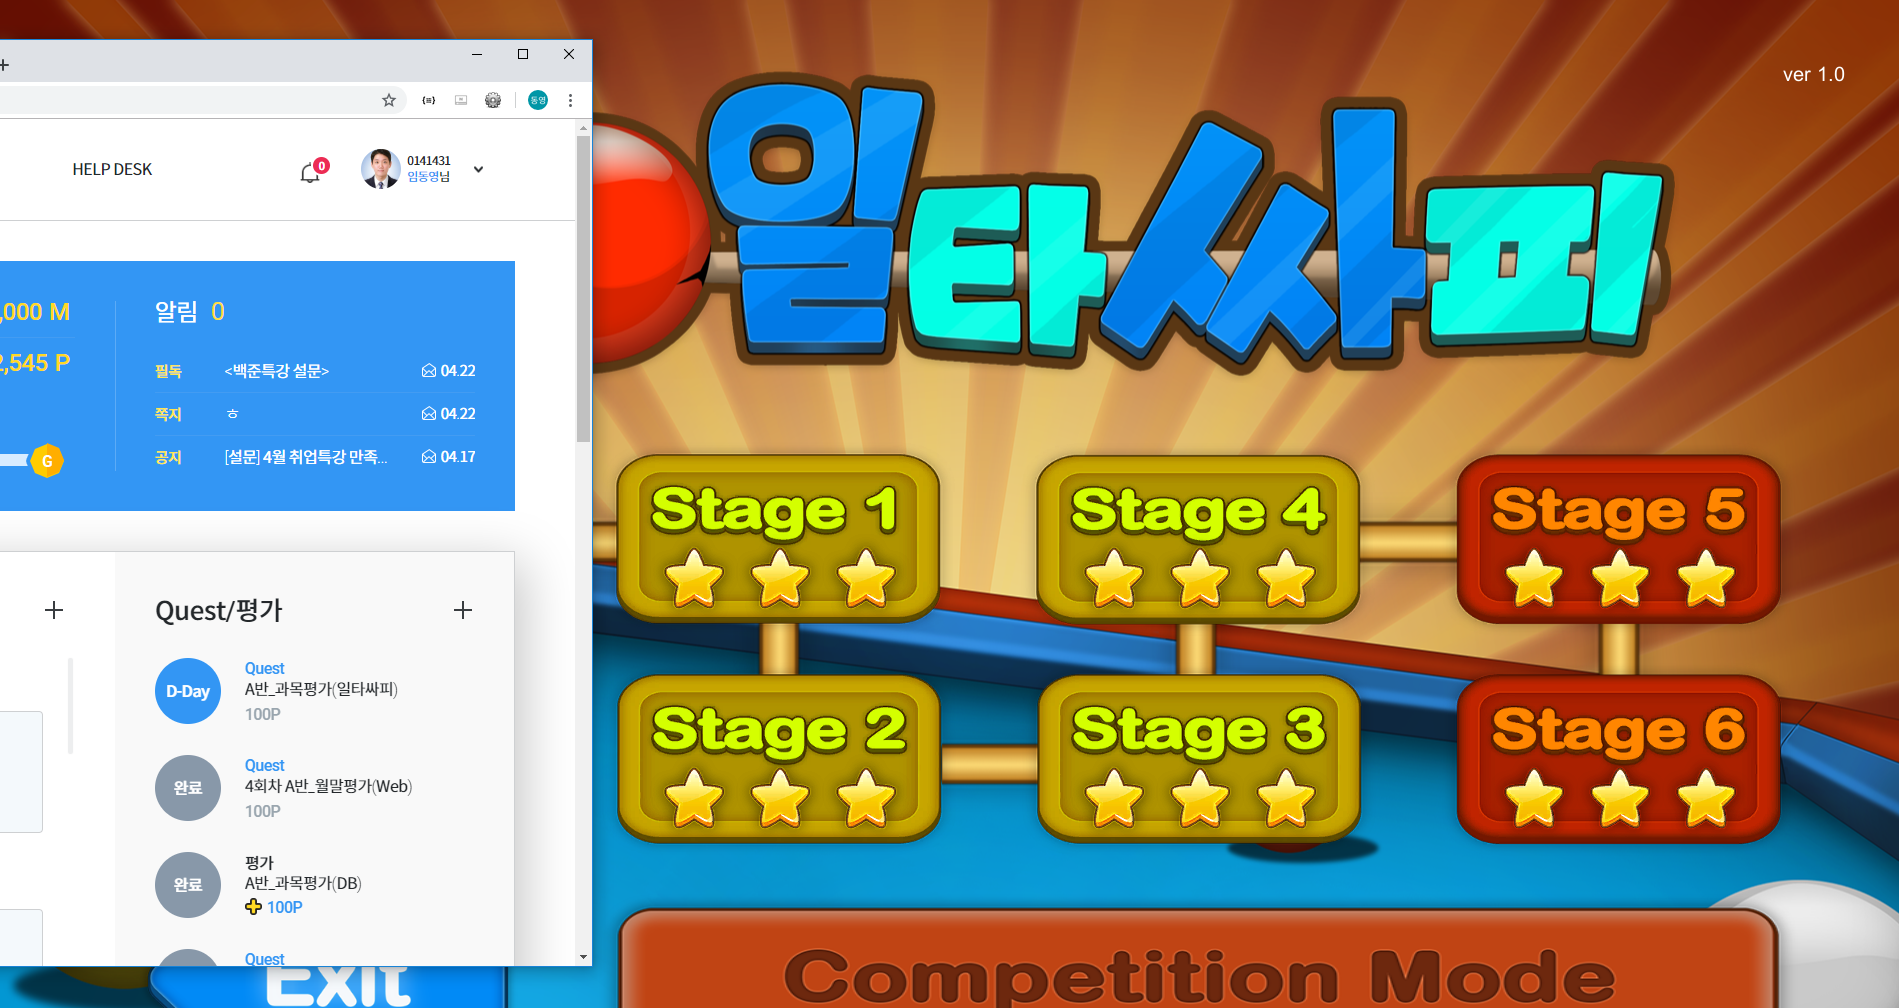 HELP DESK
0
0141431
임동영님
동영
,000 M
2,545 P
G
알림 0
필독 <백준특강 설문> 04.22
쪽지 ㅎ 04.22
공지 [설문] 4월 취업특강 만족... 04.17
Quest/평가
D-Day
Quest
A반_과목평가(일타싸피)
100P
완료
Quest
4회차 A반_월말평가(Web)
100P
완료
평가
A반_과목평가(DB)
100P
Quest
Exit
ver 1.0
일타싸피
Stage 1
Stage 4
Stage 5
Stage 2
Stage 3
Stage 6
Competition Mode